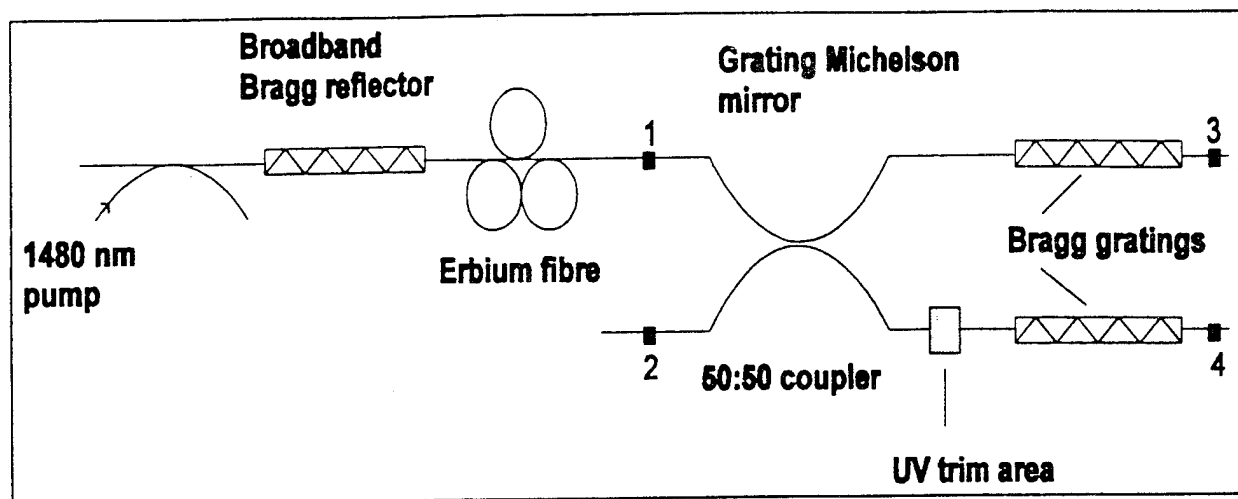 Broadband
Bragg reflector
Grating Michelson
mirror
1
3
1480 nm
pump
Erbium fibre
Bragg gratings
2
50:50 coupler
4
UV trim area